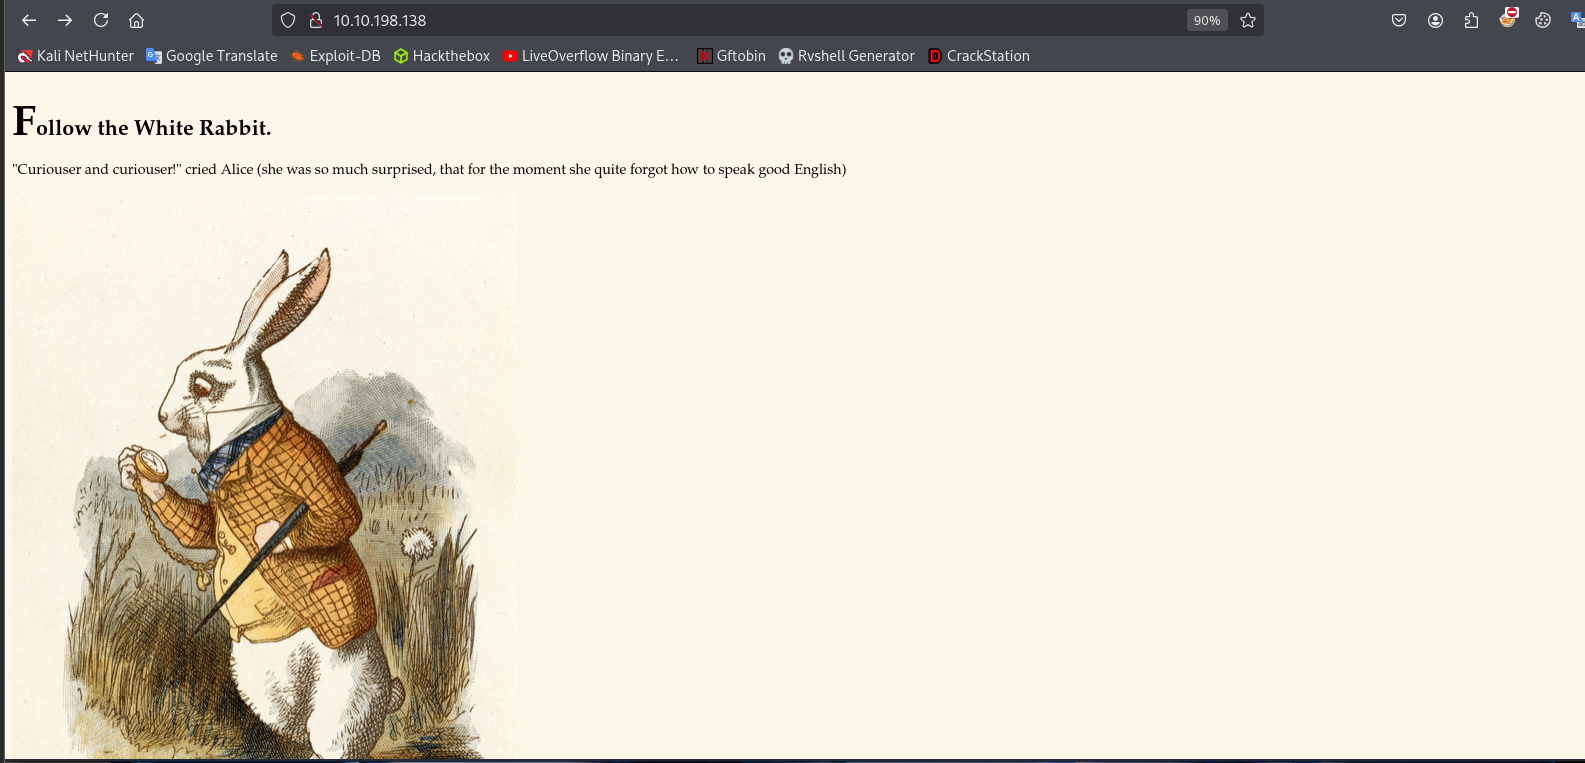 10.10.198.138
90%
Kali NetHunter Google Translate Exploit-DB Hackthebox LiveOverflow Binary E... Gftobin Rvshell Generator CrackStation
Follow the White Rabbit.
"Curiouser and curiouser!" cried Alice (she was so much surprised, that for the moment she quite forgot how to speak good English)